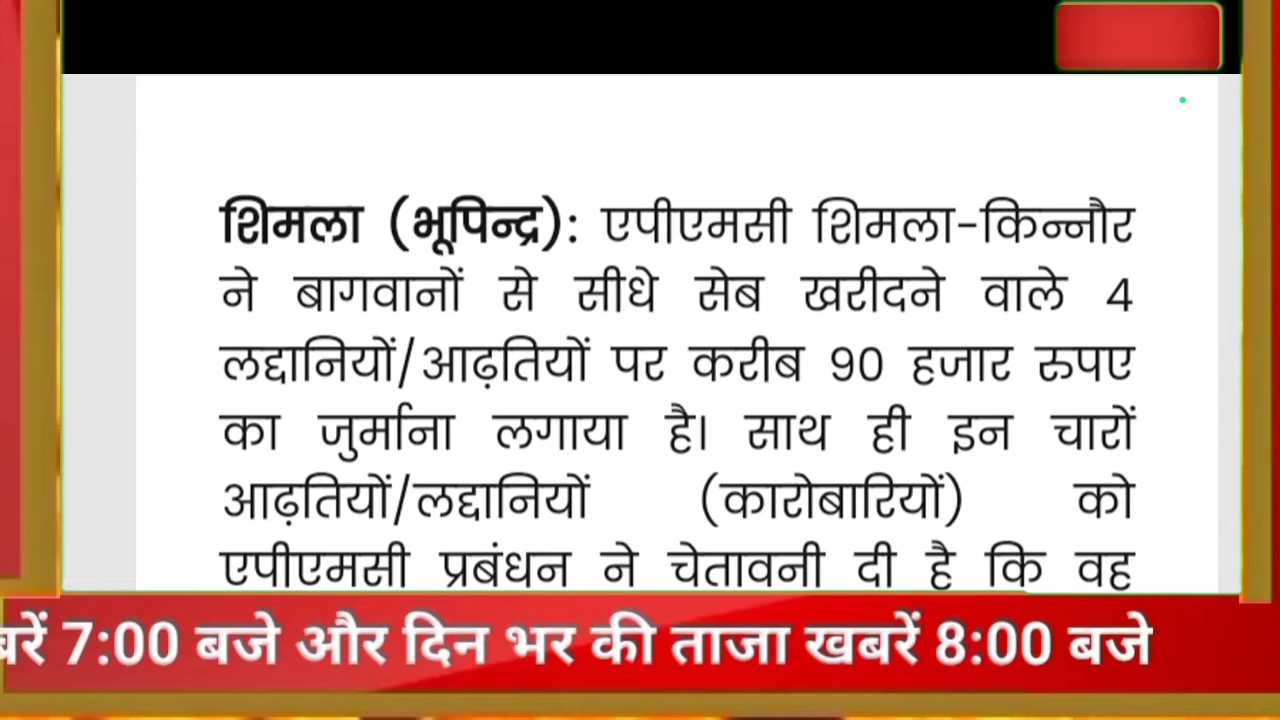 शिमला (भूपिन्द्र): एपीएमसी शिमला-किन्नौर
ने बागवानों से सीधे सेब खरीदने वाले 4
लद्दानियों/आढ़तियों पर करीब 90 हजार रुपए
का जुर्माना लगाया है। साथ ही इन चारों
आढ़तियों/लद्दानियों (कारोबारियों) को
एपीएमसी प्रबंधन ने चेतावनी दी है कि वह
7:00 बजे और दिन भर की ताजा खबरें 8:00 बजे